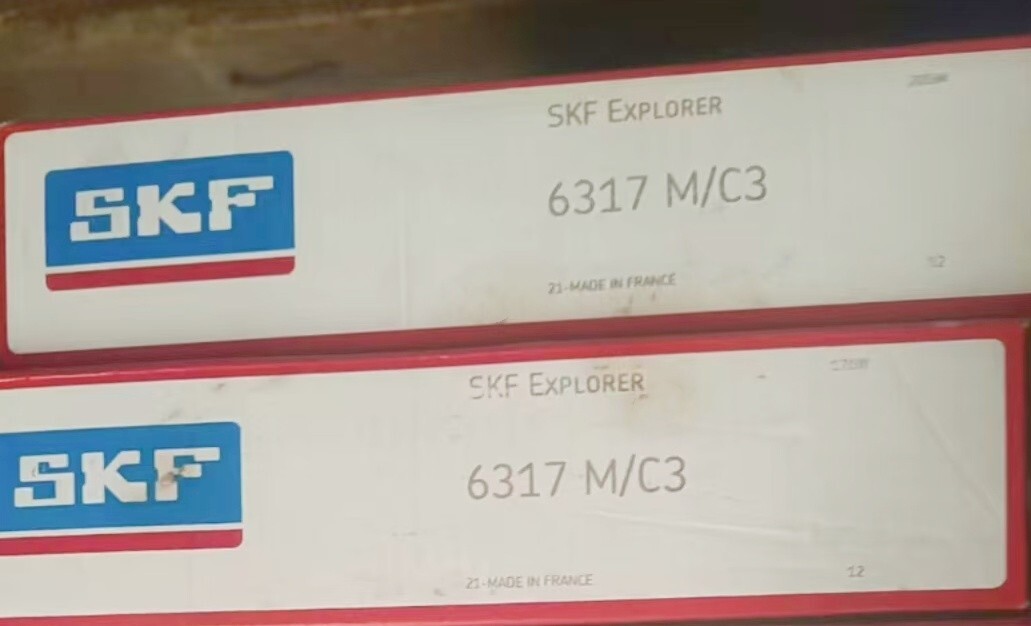 SKF EXPLORER
SKF
6317 M/C3
21-MADE IN FRANCE
12
SKF EXPLORER
SKF
6317 M/C3
21-MADE IN FRANCE
12